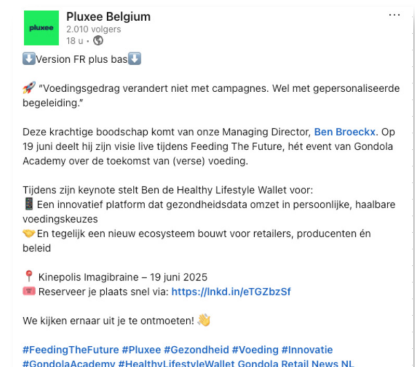 pluxee
Pluxee Belgium
2.010 volgers
18 u •
...
⬇️Version FR plus bas⬇️
🚀 "Voedingsgedrag verandert niet met campagnes. Wel met gepersonaliseerde
begeleiding."
Deze krachtige boodschap komt van onze Managing Director, Ben Broeckx. Op
19 juni deelt hij zijn visie live tijdens Feeding The Future, hét event van Gondola
Academy over de toekomst van (verse) voeding.
Tijdens zijn keynote stelt Ben de Healthy Lifestyle Wallet voor:
📱 Een innovatief platform dat gezondheidsdata omzet in persoonlijke, haalbare
voedingskeuzes
🤝En tegelijk een nieuw ecosysteem bouwt voor retailers, producenten én
beleid
📍 Kinepolis Imagibraine – 19 juni 2025
🎟️ Reserveer je plaats snel via: https://lnkd.in/eTGZbzSf
We kijken ernaar uit je te ontmoeten! 👋
#FeedingTheFuture #Pluxee #Gezondheid #Voeding #Innovatie
#GondolaAcademy #HealthyLifestyleWallet Gondola Retail News NL